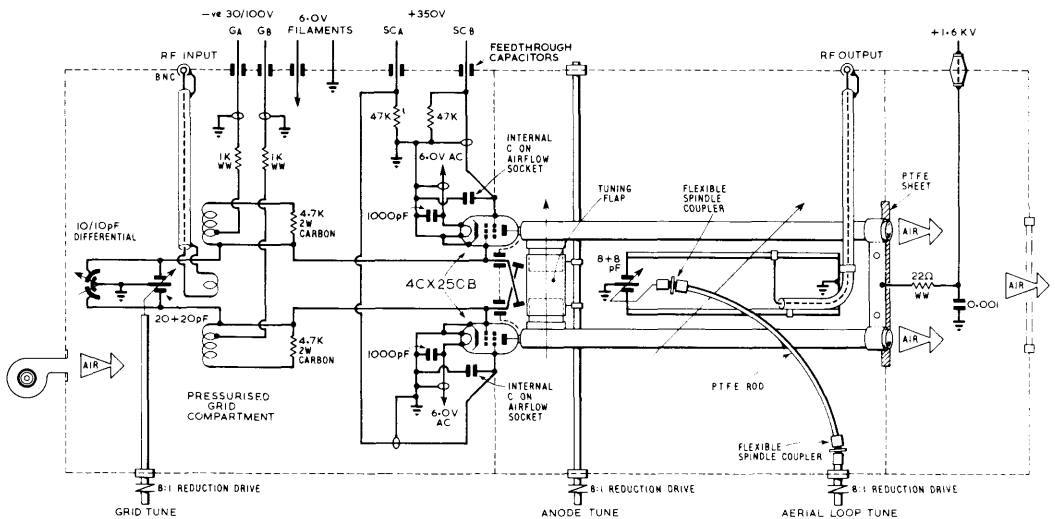 -ve 30/100V
GA
GB
6·0V
FILAMENTS
+350V
SCA
SCB
FEEDTHROUGH
CAPACITORS
+1·6 KV
RF INPUT
BNC
RF OUTPUT
47K
47K
INTERNAL
C ON
AIRFLOW
SOCKET
1K
WW
1K
WW
6·0V AC
TUNING
FLAP
FLEXIBLE
SPINDLE
COUPLER
PTFE
SHEET
10/10pF
DIFFERENTIAL
4·7K
2W
CARBON
1000pF
AIR
8+8
pF
4CX250B
22Ω
WW
AIR
0·001
20+20pF
4·7K
2W
CARBON
1000pF
AIR
AIR
PTFE ROD
PRESSURISED
GRID
COMPARTMENT
6·0V
AC
INTERNAL
C ON
AIRFLOW
SOCKET
FLEXIBLE
SPINDLE COUPLER
8:1 REDUCTION DRIVE
8:1 REDUCTION DRIVE
8:1 REDUCTION DRIVE
GRID TUNE
ANODE TUNE
AERIAL LOOP TUNE